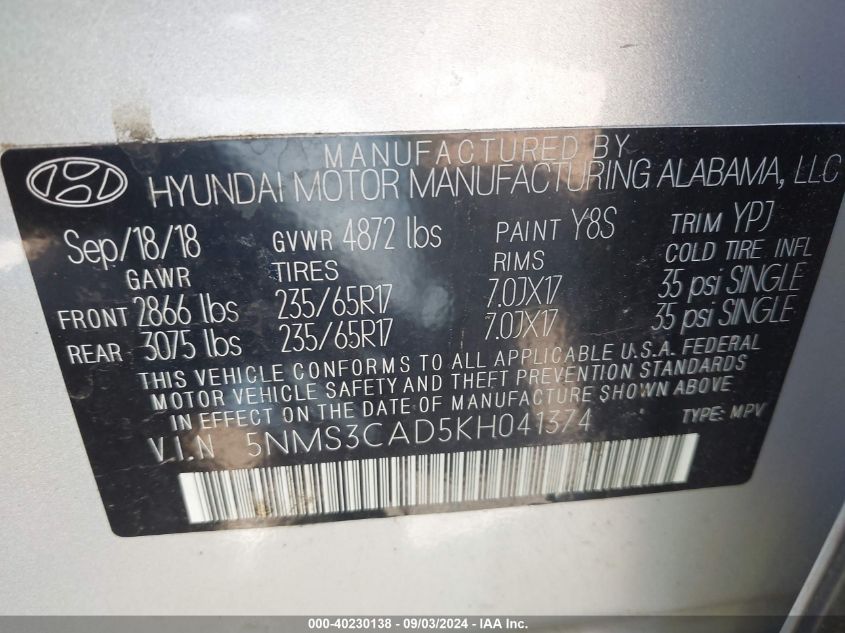 MANUFACTURED BY
HYUNDAI MOTOR MANUFACTURING ALABAMA, LLC
Sep/18/18 GVWR 4872 lbs PAINT Y8S TRIM YPJ
GAWR TIRES RIMS COLD TIRE INFL
FRONT 2866 lbs 235/65R17 7.0JX17 35 psi SINGLE
REAR 3075 lbs 235/65R17 7.0JX17 35 psi SINGLE
THIS VEHICLE CONFORMS TO ALL APPLICABLE U.S.A. FEDERAL
MOTOR VEHICLE SAFETY AND THEFT PREVENTION STANDARDS
IN EFFECT ON THE DATE OF MANUFACTURE SHOWN ABOVE
V.I.N 5NMS3CAD5KH041374 TYPE: MPV
000-40230138 - 09/03/2024 - IAA Inc.